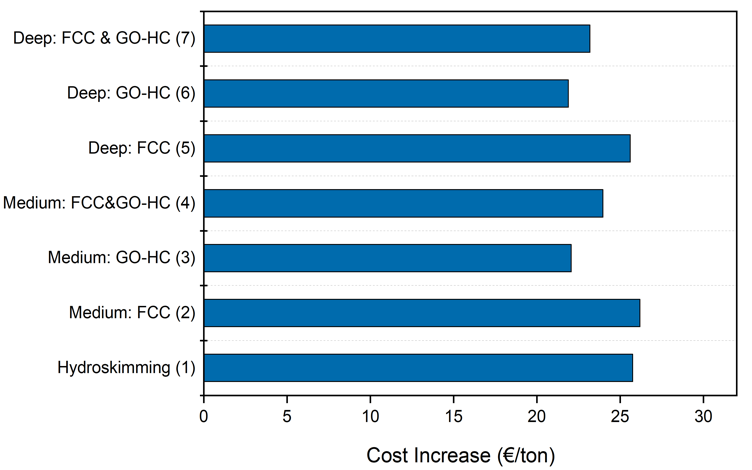 Deep: FCC & GO-HC (7)
Deep: GO-HC (6)
Deep: FCC (5)
Medium: FCC&GO-HC (4)
Medium: GO-HC (3)
Medium: FCC (2)
Hydroskimming (1)
0 5 10 15 20 25 30
Cost Increase (€/ton)